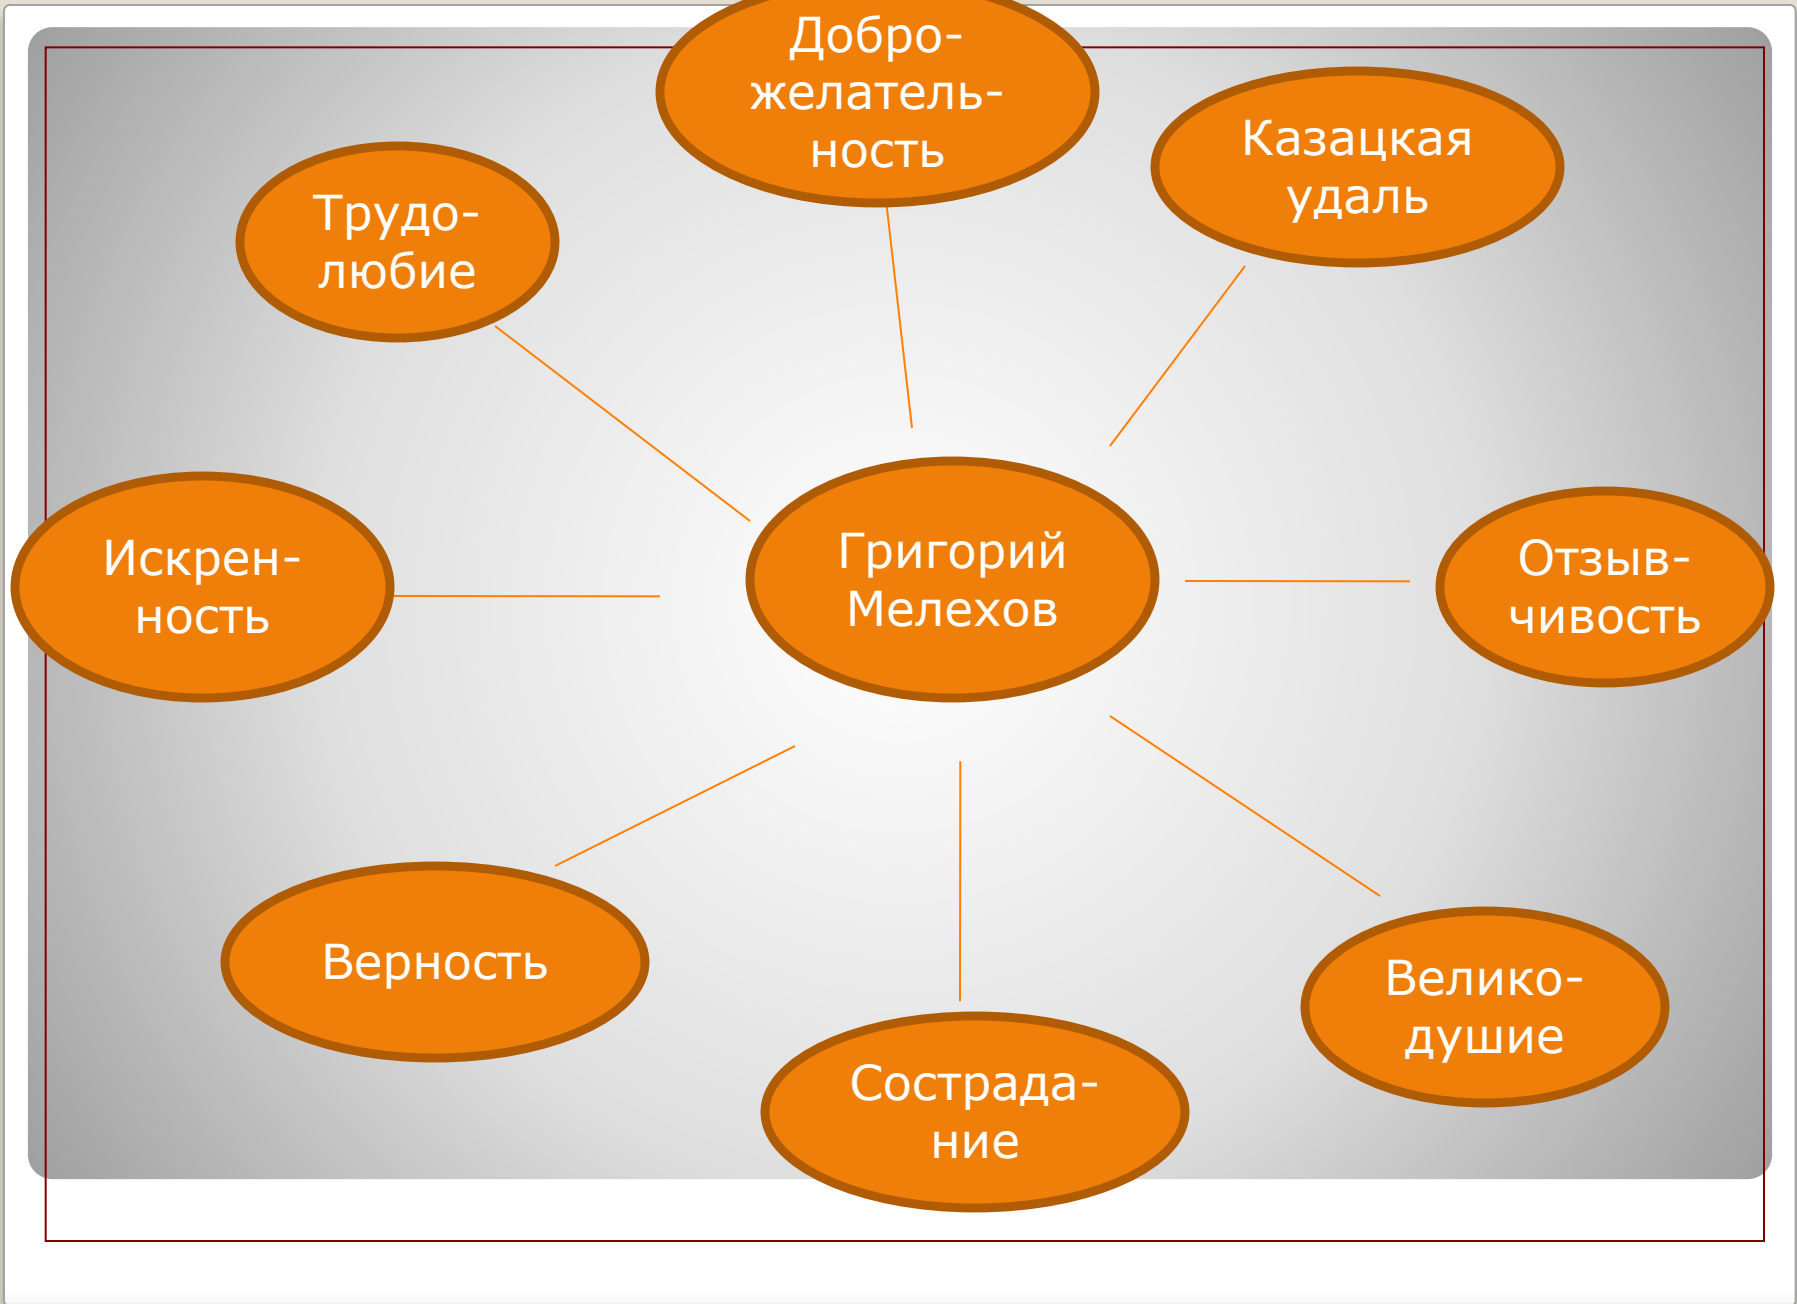 Добро-
желатель-
ность
Казацкая
удаль
Трудо-
любие
Григорий
Мелехов
Искрен-
ность
Отзыв-
чивость
Верность
Велико-
душие
Сострада-
ние